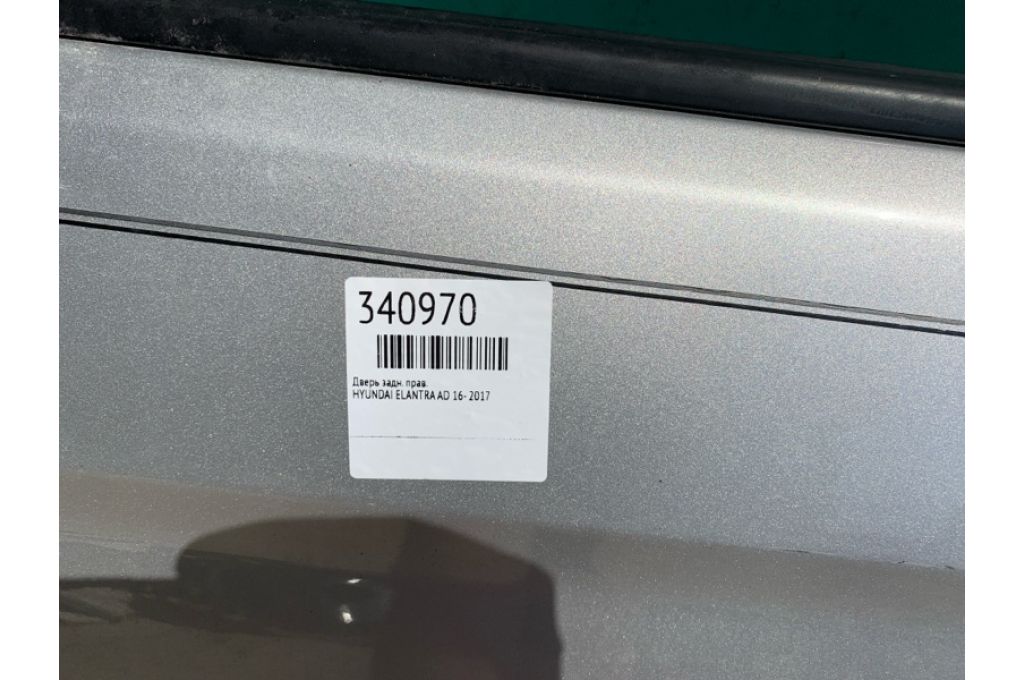 340970
Дверь задн. прав.
HYUNDAI ELANTRA AD 16- 2017